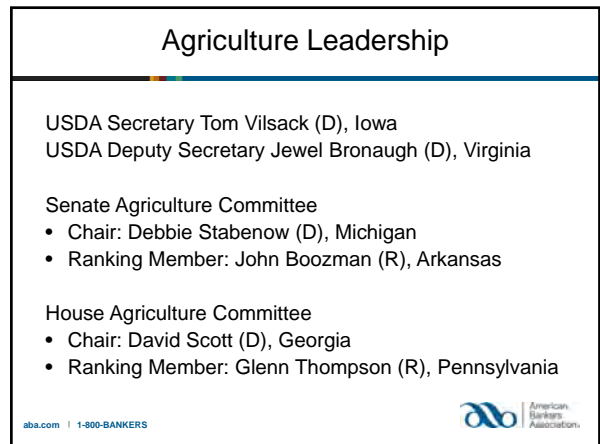 Agriculture Leadership
USDA Secretary Tom Vilsack (D), Iowa
USDA Deputy Secretary Jewel Bronaugh (D), Virginia
Senate Agriculture Committee
• Chair: Debbie Stabenow (D), Michigan
• Ranking Member: John Boozman (R), Arkansas
House Agriculture Committee
• Chair: David Scott (D), Georgia
• Ranking Member: Glenn Thompson (R), Pennsylvania
aba.com | 1-800-BANKERS
aba
American
Bankers
Association.